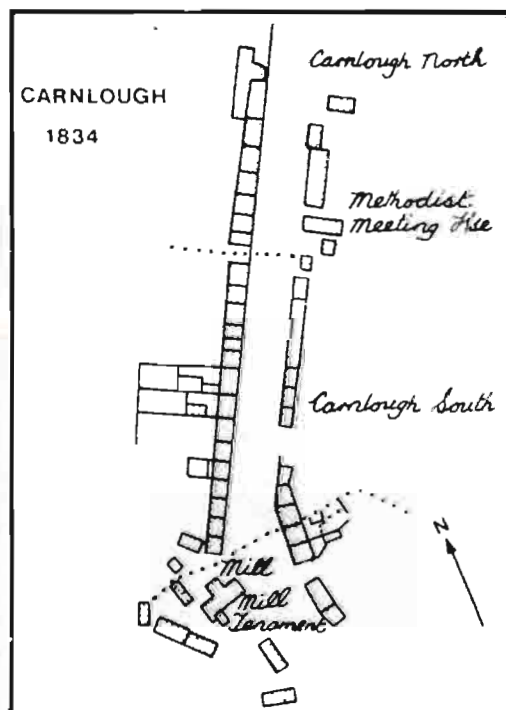 Carnlough North
CARNLOUGH
1834
Methodist
Meeting Hse
Carnlough South
N
Mill
Mill
Tenament